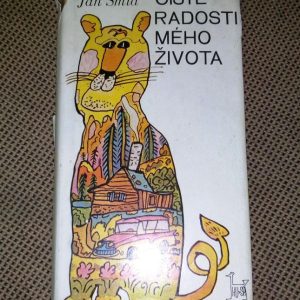 Jan Šmíd
ČISTÉ
RADOSTI
MÉHO
ŽIVOTA